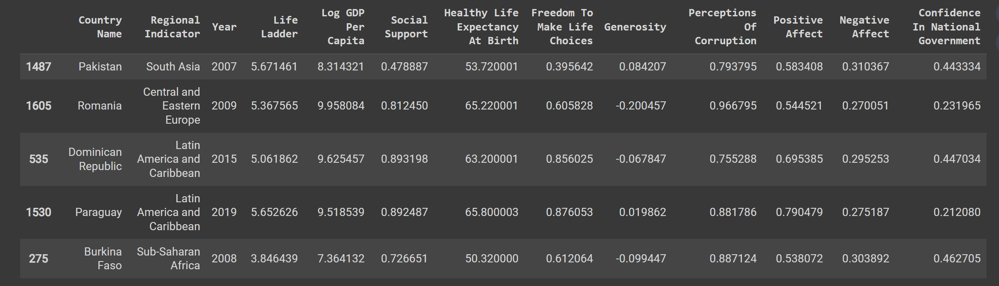 Country Name Regional Indicator Year Life Ladder Log GDP Per Capita Social Support Healthy Life Expectancy At Birth Freedom To Make Life Choices Generosity Perceptions Of Corruption Positive Affect Negative Affect Confidence In National Government
1487 Pakistan South Asia 2007 5.671461 8.314321 0.478887 53.720001 0.395642 0.084207 0.793795 0.583408 0.310367 0.443334
1605 Romania Central and Eastern Europe 2009 5.367565 9.958084 0.812450 65.220001 0.605828 -0.200457 0.966795 0.544521 0.270051 0.231965
535 Dominican Republic Latin America and Caribbean 2015 5.061862 9.625457 0.893198 63.200001 0.856025 -0.067847 0.755288 0.695385 0.295253 0.447034
1530 Paraguay Latin America and Caribbean 2019 5.652626 9.518539 0.892487 65.800003 0.876053 0.019862 0.881786 0.790479 0.275187 0.212080
275 Burkina Faso Sub-Saharan Africa 2008 3.846439 7.364132 0.726651 50.320000 0.612064 -0.099447 0.887124 0.538072 0.303892 0.462705